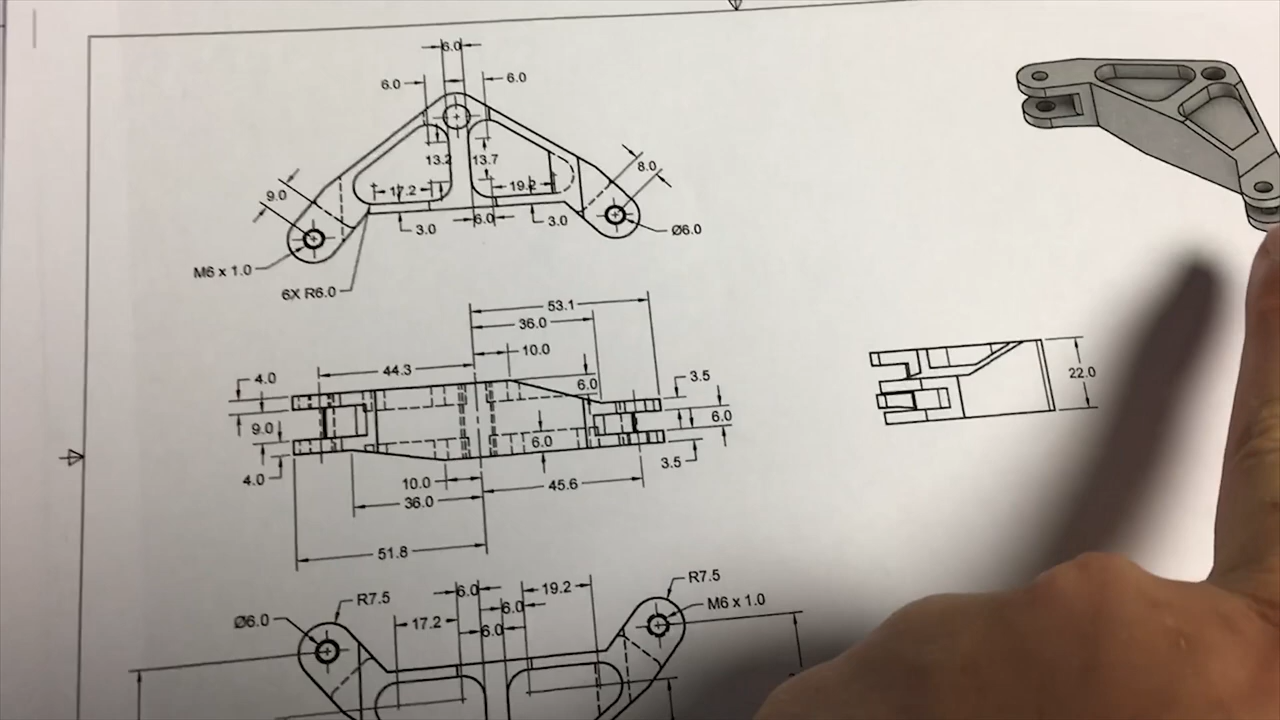 6.0
6.0 6.0
13.2 13.7
8.0
9.0 17.2 19.2
6.0 3.0
3.0 Ø6.0
M6 x 1.0
6X R6.0
53.1
36.0
10.0
44.3
4.0 6.0 3.5
22.0
9.0 6.0 6.0
4.0 3.5
10.0 45.6
36.0
51.8
6.0 19.2 R7.5
R7.5 6.0 M6 x 1.0
Ø6.0 17.2 6.0